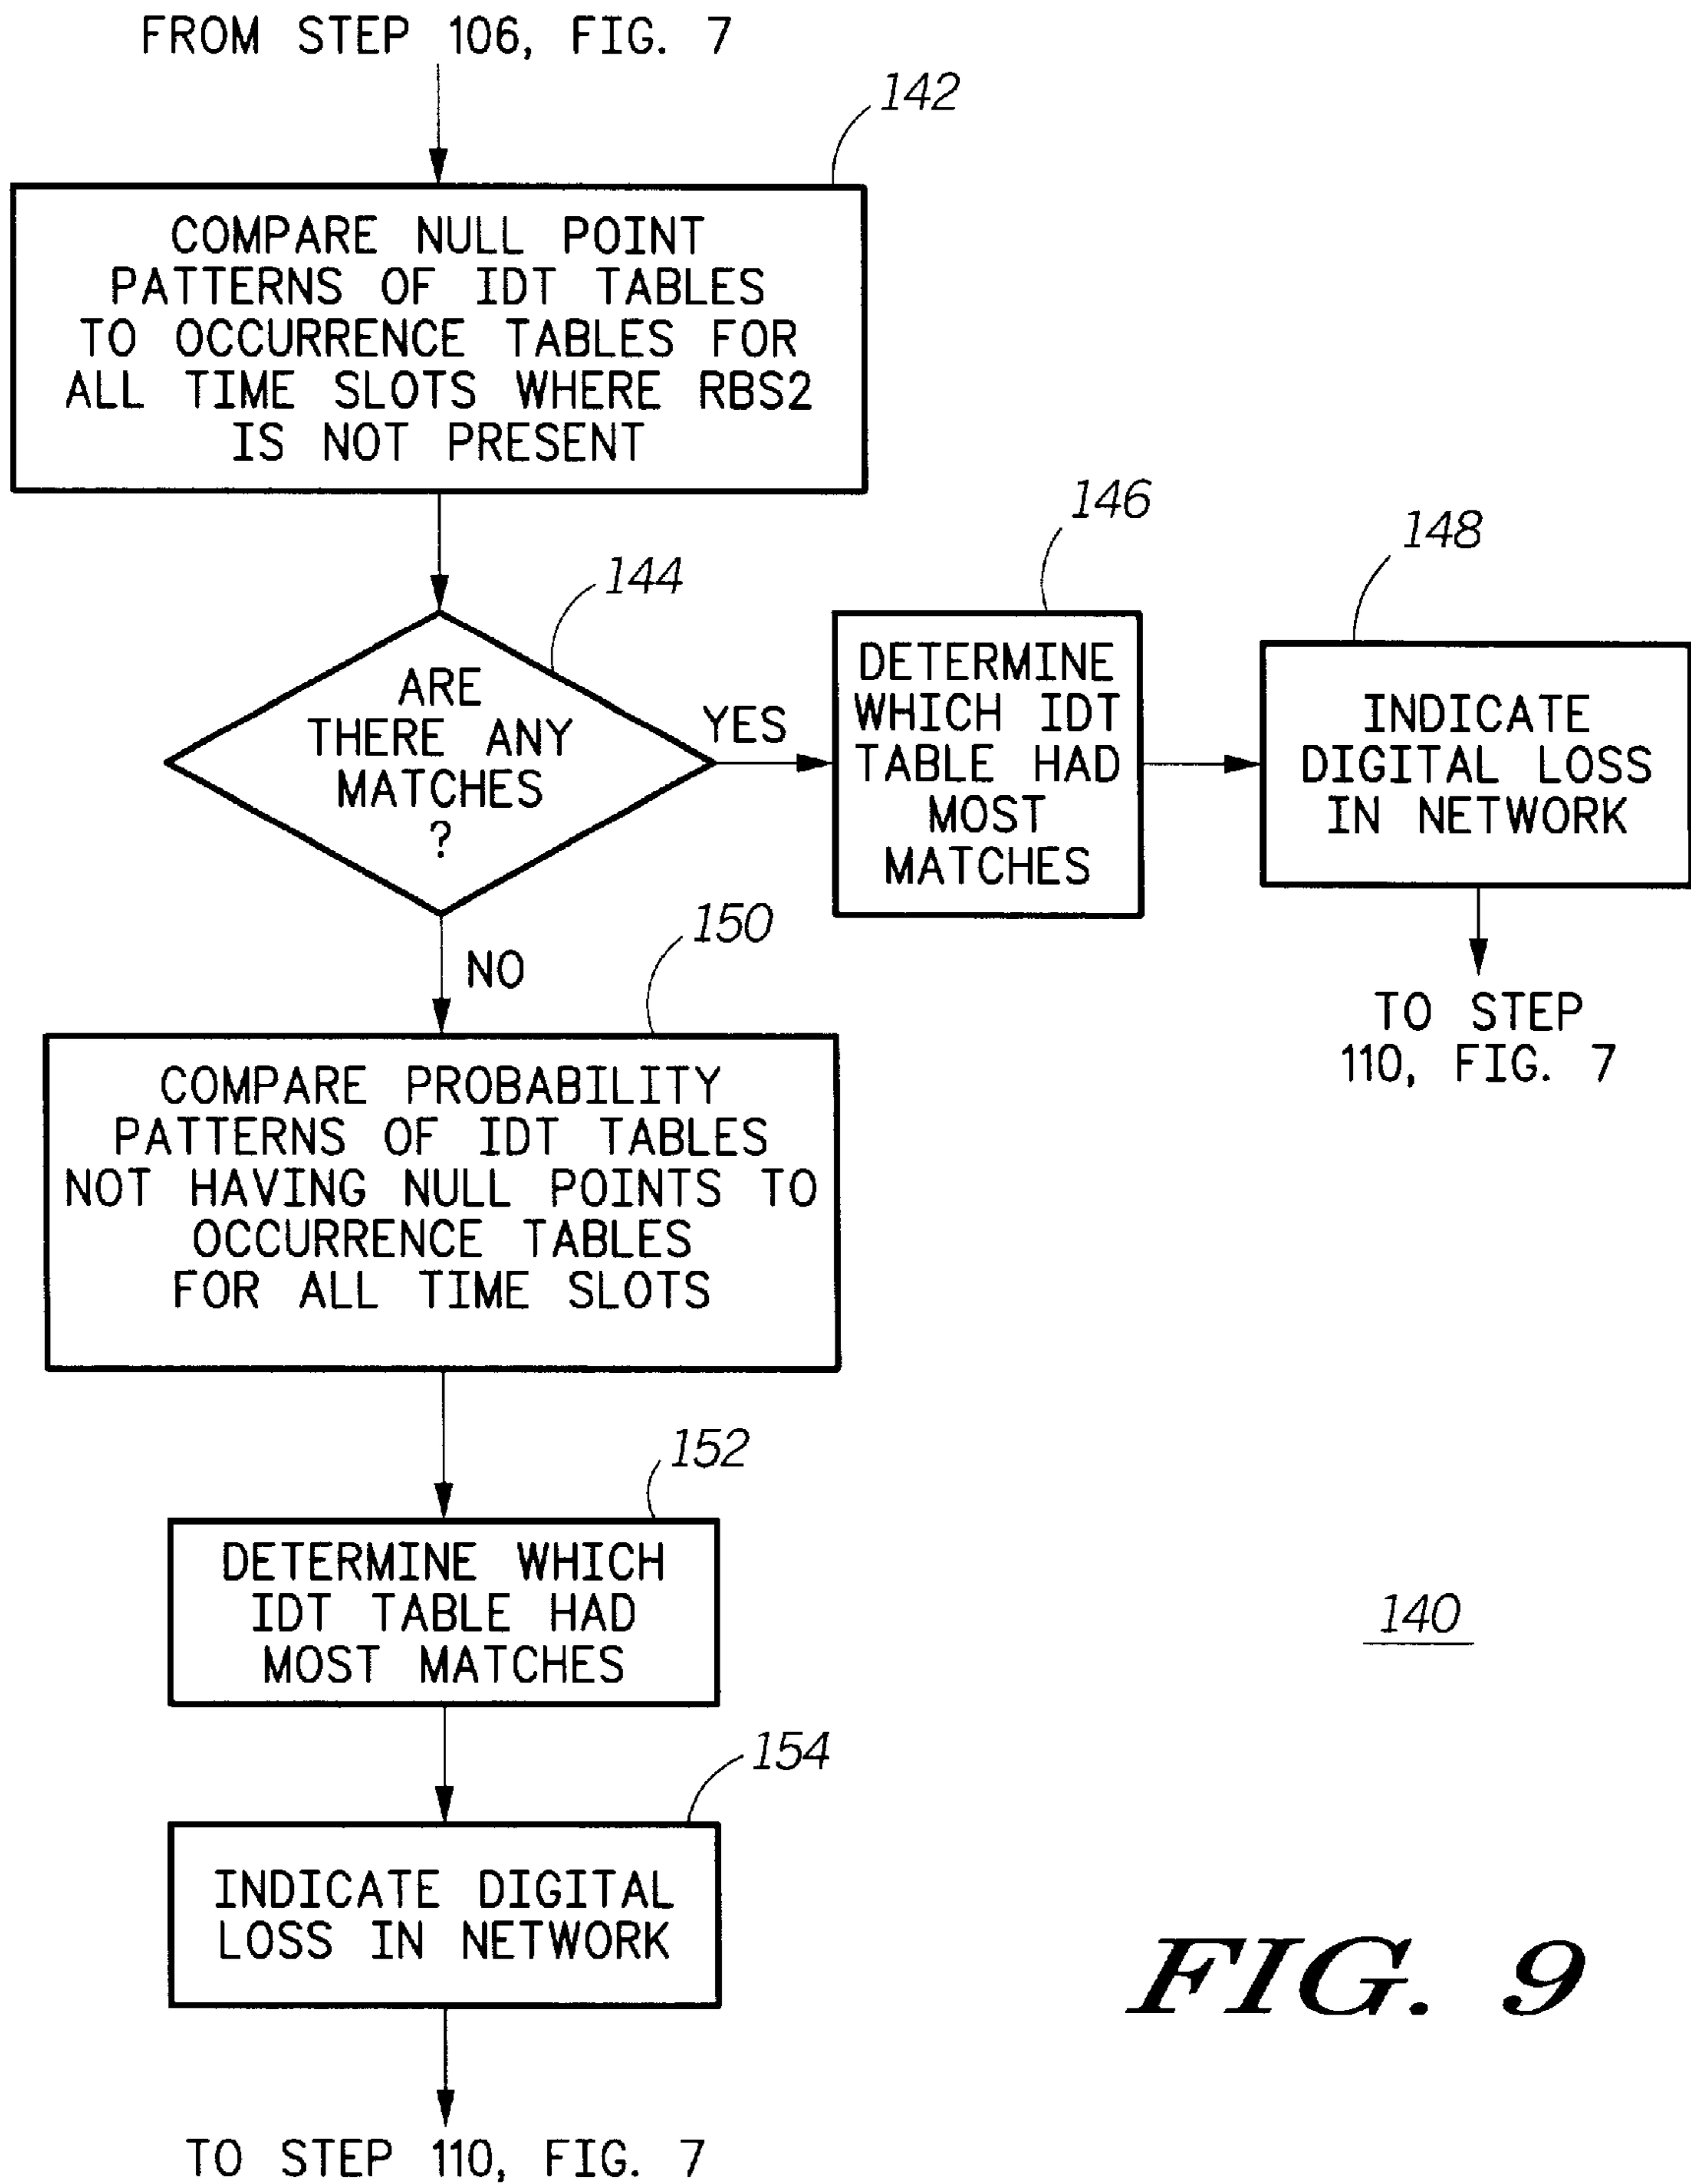 FROM STEP 106, FIG. 7
142
COMPARE NULL POINT
PATTERNS OF IDT TABLES
TO OCCURRENCE TABLES FOR
ALL TIME SLOTS WHERE RBS2
IS NOT PRESENT
144
ARE
THERE ANY
MATCHES
?
YES
146
DETERMINE
WHICH IDT
TABLE HAD
MOST
MATCHES
148
INDICATE
DIGITAL LOSS
IN NETWORK
TO STEP
110, FIG. 7
NO
150
COMPARE PROBABILITY
PATTERNS OF IDT TABLES
NOT HAVING NULL POINTS TO
OCCURRENCE TABLES
FOR ALL TIME SLOTS
152
DETERMINE WHICH
IDT TABLE HAD
MOST MATCHES
154
INDICATE DIGITAL
LOSS IN NETWORK
TO STEP 110, FIG. 7
140
FIG. 9